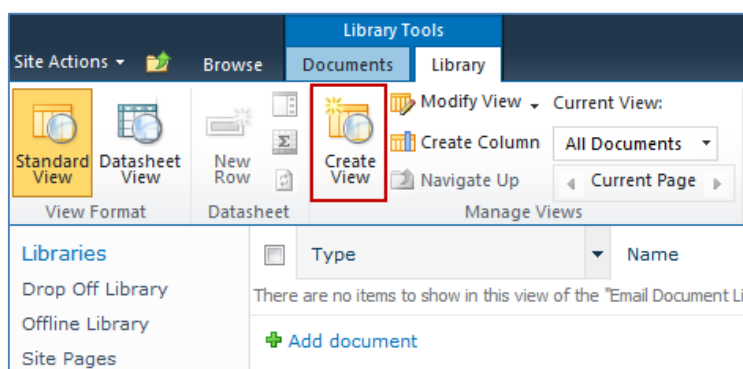 Library Tools
Site Actions Browse Documents Library
Standard View
Datasheet View
New Row
Create View
Modify View
Create Column
Navigate Up
Current View:
All Documents
Current Page
View Format
Datasheet
Manage Views
Libraries
Drop Off Library
Offline Library
Site Pages
Type Name
There are no items to show in this view of the "Email Document Li
Add document